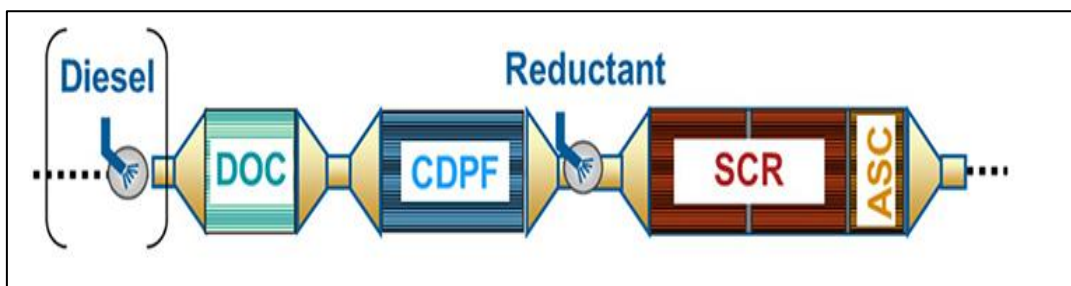 Diesel
Reductant
DOC
CDPF
SCR
ASC